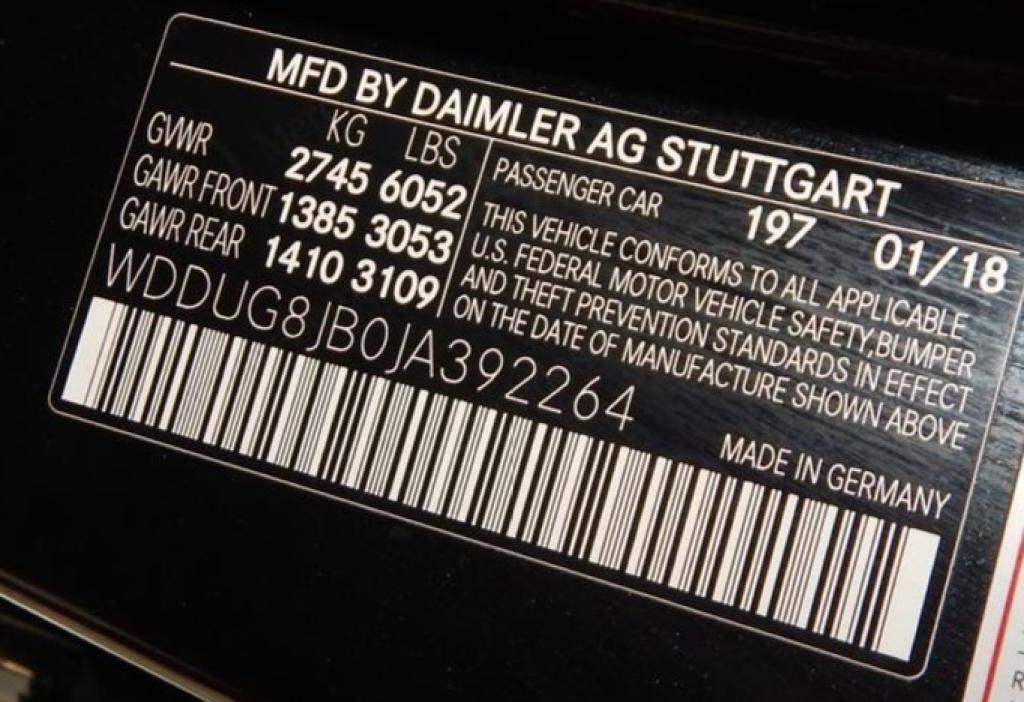 MFD BY DAIMLER AG STUTTGART
KG LBS
GVWR 2745 6052
GAWR FRONT 1385 3053
GAWR REAR 1410 3109
PASSENGER CAR 197 01/18
THIS VEHICLE CONFORMS TO ALL APPLICABLE
U.S. FEDERAL MOTOR VEHICLE SAFETY,BUMPER
AND THEFT PREVENTION STANDARDS IN EFFECT
ON THE DATE OF MANUFACTURE SHOWN ABOVE
WDDUG8JB0JA392264
MADE IN GERMANY